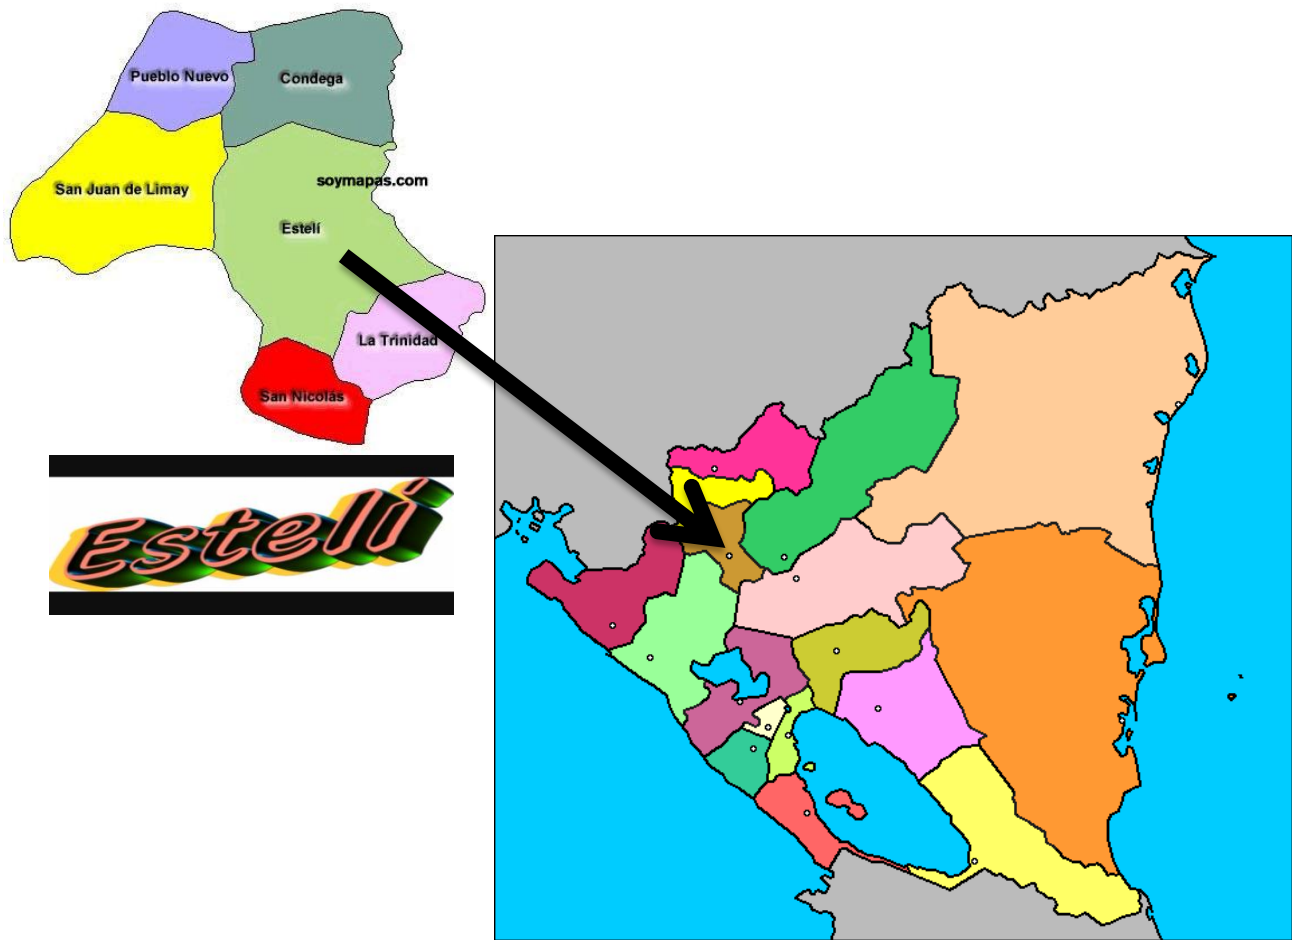 Pueblo Nuevo
Condega
San Juan de Limay
soymapas.com
Estelí
La Trinidad
San Nicolás
Estelí